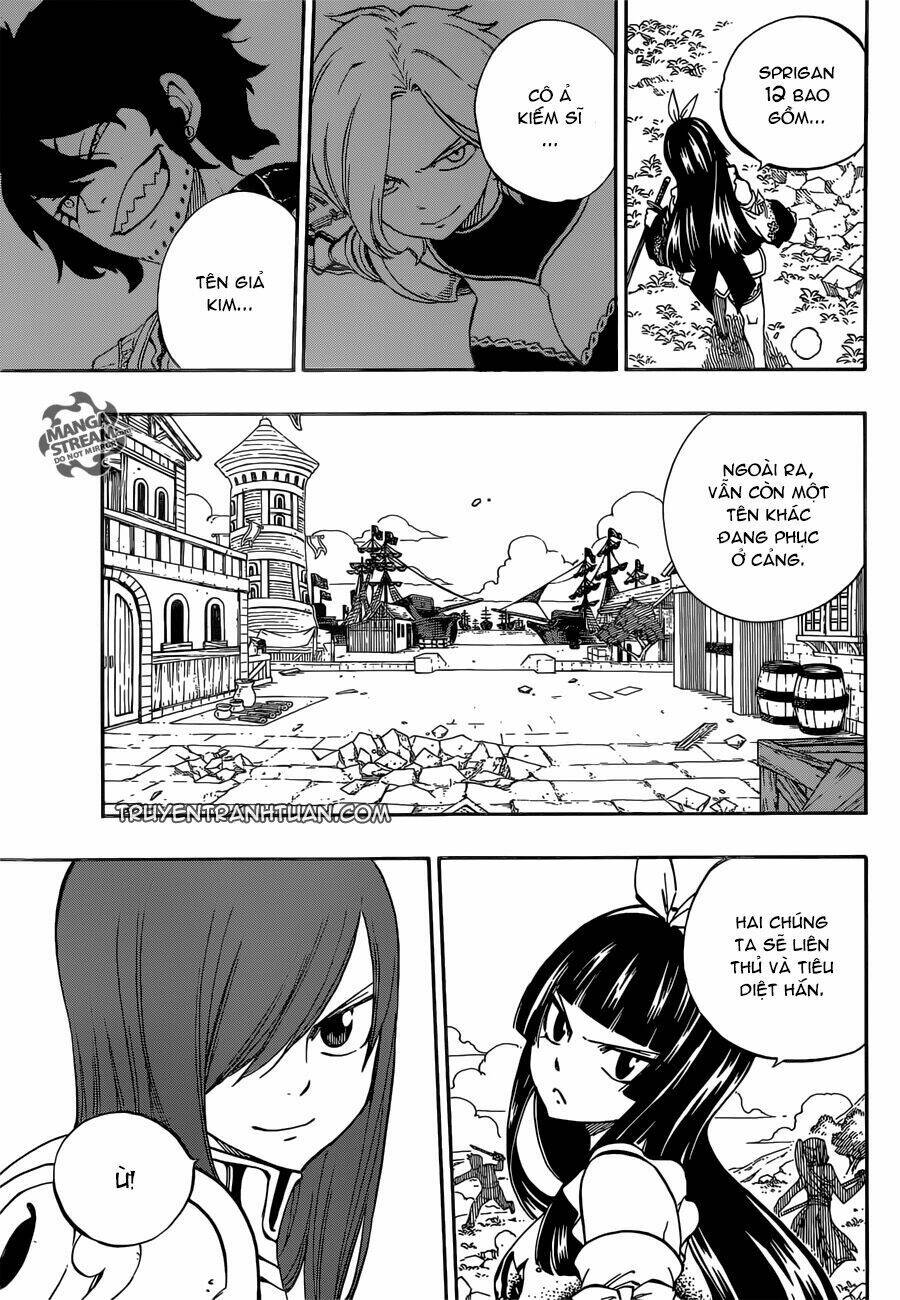 SPRIGAN
12 BAO
GỒM...
CÔ Ả
KIẾM SĨ
...
TÊN GIẢ
KIM...
MANGA
STREAM.COM
DO NOT MIRROR
NGOÀI RA,
VẪN CÒN MỘT
TÊN KHÁC
ĐANG PHỤC
Ở CẢNG.
TRUYENTRANHTUAN.COM
HAI CHÚNG
TA SẼ LIÊN
THỦ VÀ TIÊU
DIỆT HẮN.
Ừ!